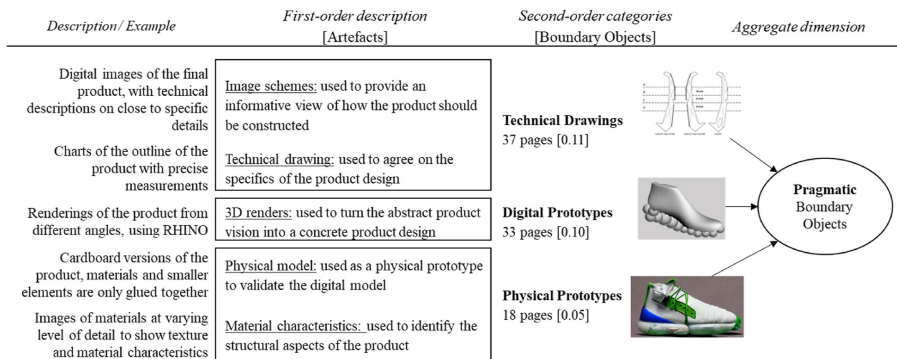 Description / Example
First-order description
[Artefacts]
Second-order categories
[Boundary Objects]
Aggregate dimension
Digital images of the final
product, with technical
descriptions on close to specific
details
Image schemes: used to provide an
informative view of how the product should
be constructed
Charts of the outline of the
product with precise
measurements
Technical drawing: used to agree on the
specifics of the product design
Technical Drawings
37 pages [0.11]
Renderings of the product from
different angles, using RHINO
3D renders: used to turn the abstract product
vision into a concrete product design
Digital Prototypes
33 pages [0.10]
Cardboard versions of the
product, materials and smaller
elements are only glued together
Physical model: used as a physical prototype
to validate the digital model
Images of materials at varying
level of detail to show texture
and material characteristics
Material characteristics: used to identify the
structural aspects of the product
Physical Prototypes
18 pages [0.05]
Pragmatic
Boundary
Objects